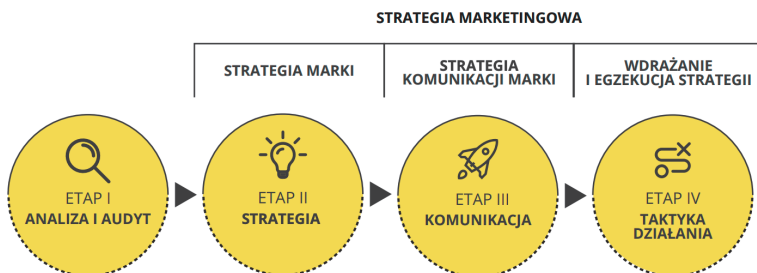 STRATEGIA MARKETINGOWA
STRATEGIA MARKI
STRATEGIA
KOMUNIKACJI MARKI
WDRAŻANIE
I EGZEKUCJA STRATEGII
ETAP I
ANALIZA I AUDYT
ETAP II
STRATEGIA
ETAP III
KOMUNIKACJA
ETAP IV
TAKTYKA
DZIAŁANIA